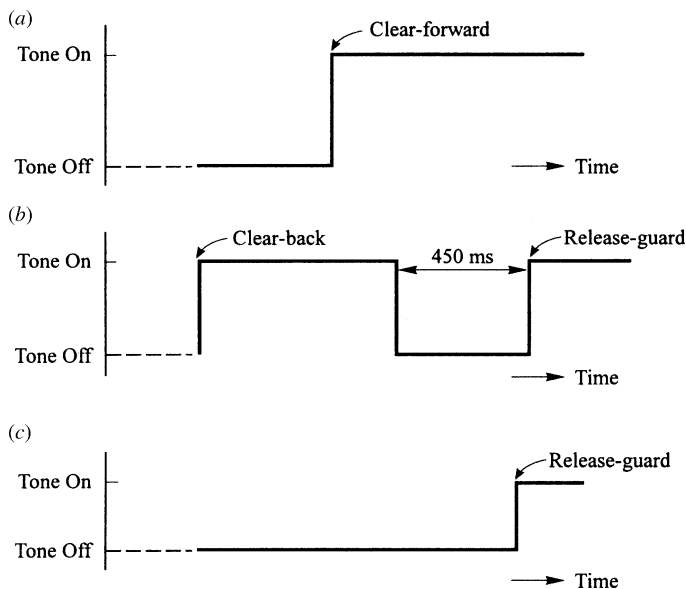 (a)
Clear-forward
Tone On
Tone Off
Time
(b)
Clear-back
Release-guard
Tone On
450 ms
Tone Off
Time
(c)
Release-guard
Tone On
Tone Off
Time